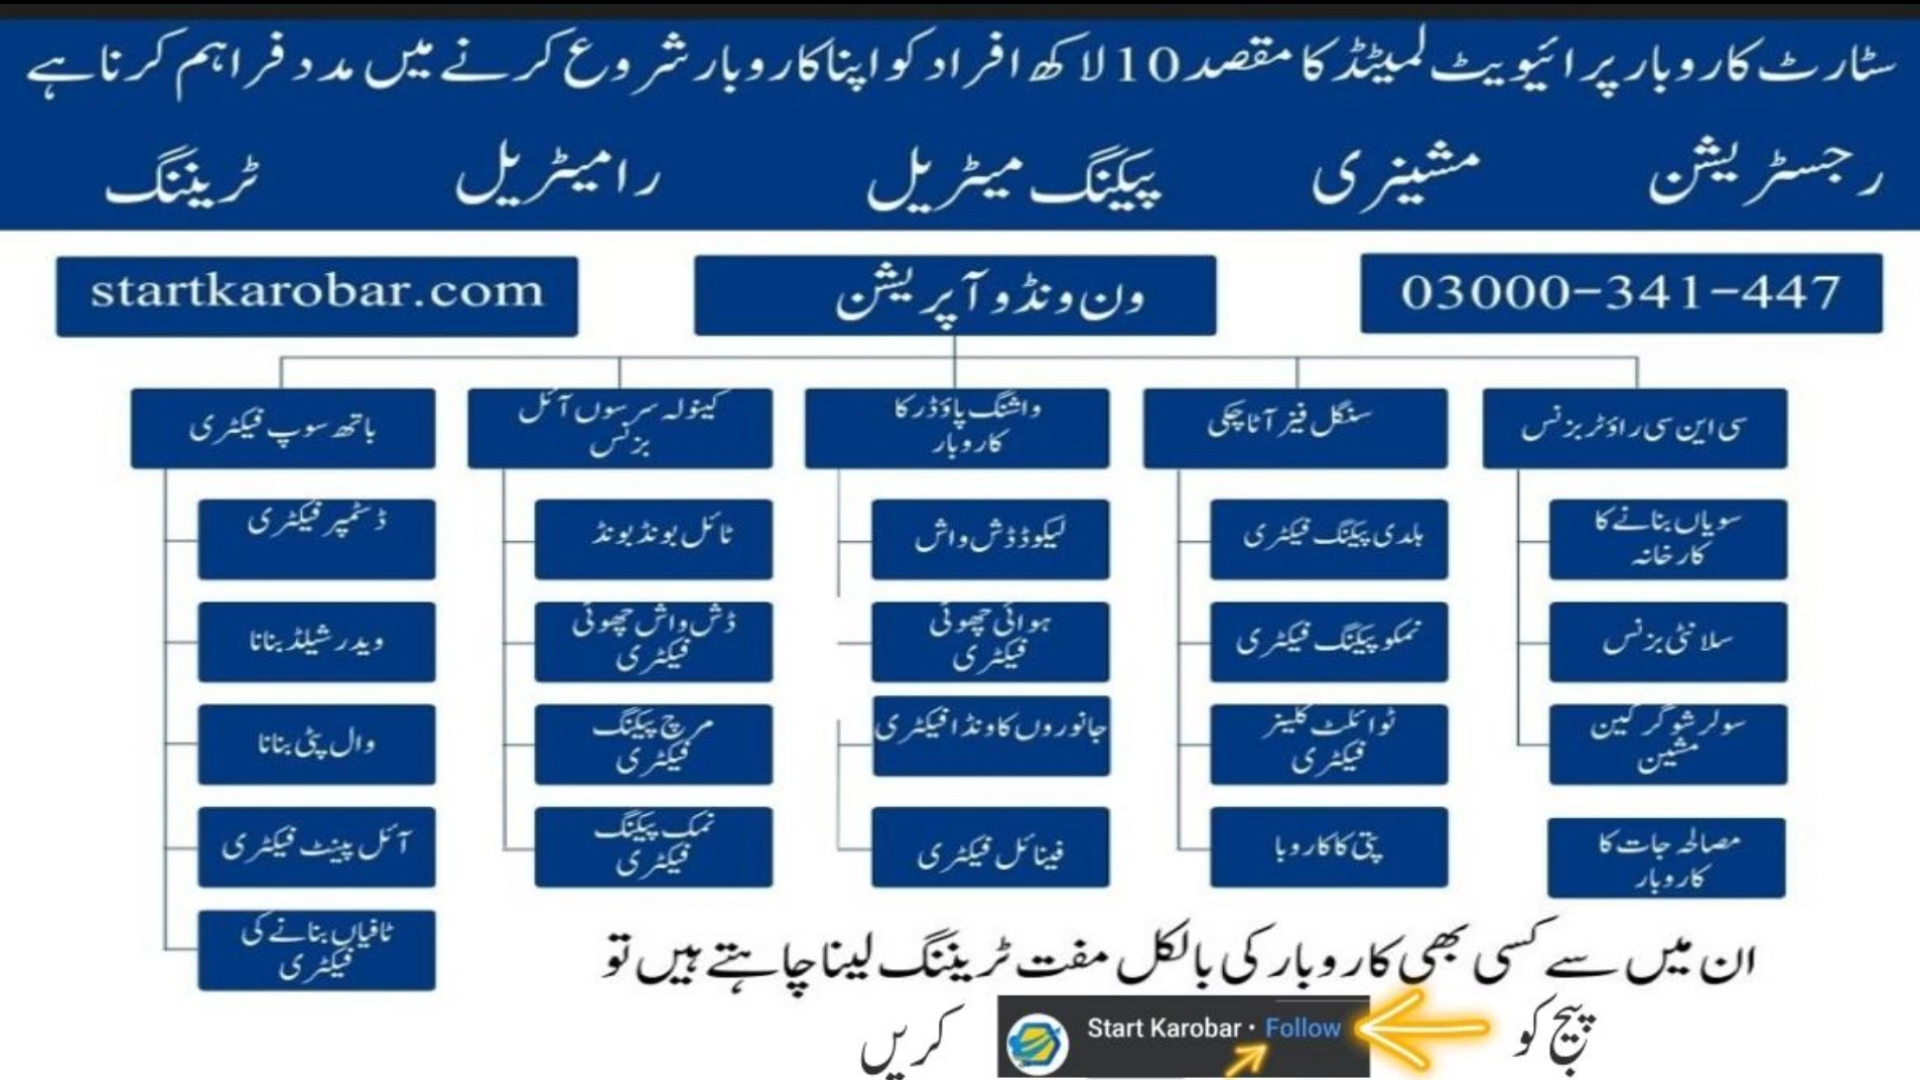 سٹارٹ کاروبار پرائیویٹ لمیٹڈ کا مقصد 10 لاکھ افراد کو اپنا کاروبار شروع کرنے میں مدد فراہم کرنا ہے
رجسٹریشن مشینری پیکنگ میٹریل رامیٹریل ٹریننگ
03000-341-447
ون ونڈو آپریشن
startkarobar.com
سی این سی راؤٹر بزنس
سویاں بنانے کا
کارخانہ
سلانٹی بزنس
سولر شوگر کین
مشین
مصالحہ جات کا
کاروبار
سنگل فیز آٹا چکی
ہلدی پیکنگ فیکٹری
نمکو پیکنگ فیکٹری
ٹوائلٹ کلینر
فیکٹری
پتی کا کاروبا
واشنگ پاؤڈر کا
کاروبار
لیکوڈ ڈش واش
ہوائی چھوٹی
فیکٹری
جانوروں کا ونڈا فیکٹری
فینائل فیکٹری
کینولہ سرسوں آئل
بزنس
ٹائل بونڈ بونڈ
ڈش واش چھوٹی
فیکٹری
مرچ پیکنگ
فیکٹری
نمک پیکنگ
فیکٹری
باتھ سوپ فیکٹری
ڈسٹمپر فیکٹری
ویدر شیلڈ بنانا
وال پٹی بنانا
آئل پینٹ فیکٹری
ٹافیاں بنانے کی
فیکٹری
ان میں سے کسی بھی کاروبار کی بالکل مفت ٹریننگ لینا چاہتے ہیں تو
پیج کو Start Karobar · Follow کریں